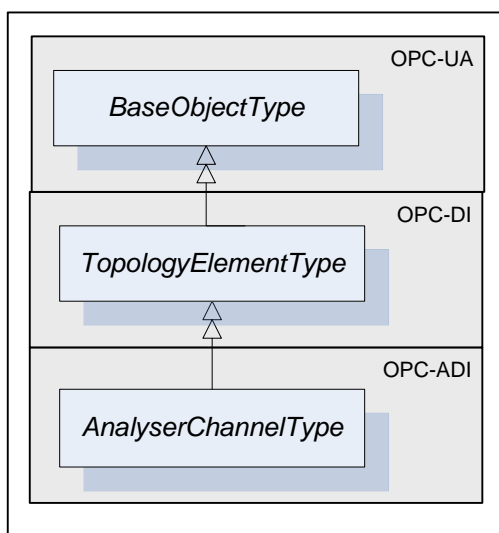 OPC-UA
BaseObjectType
OPC-DI
TopologyElementType
OPC-ADI
AnalyserChannelType